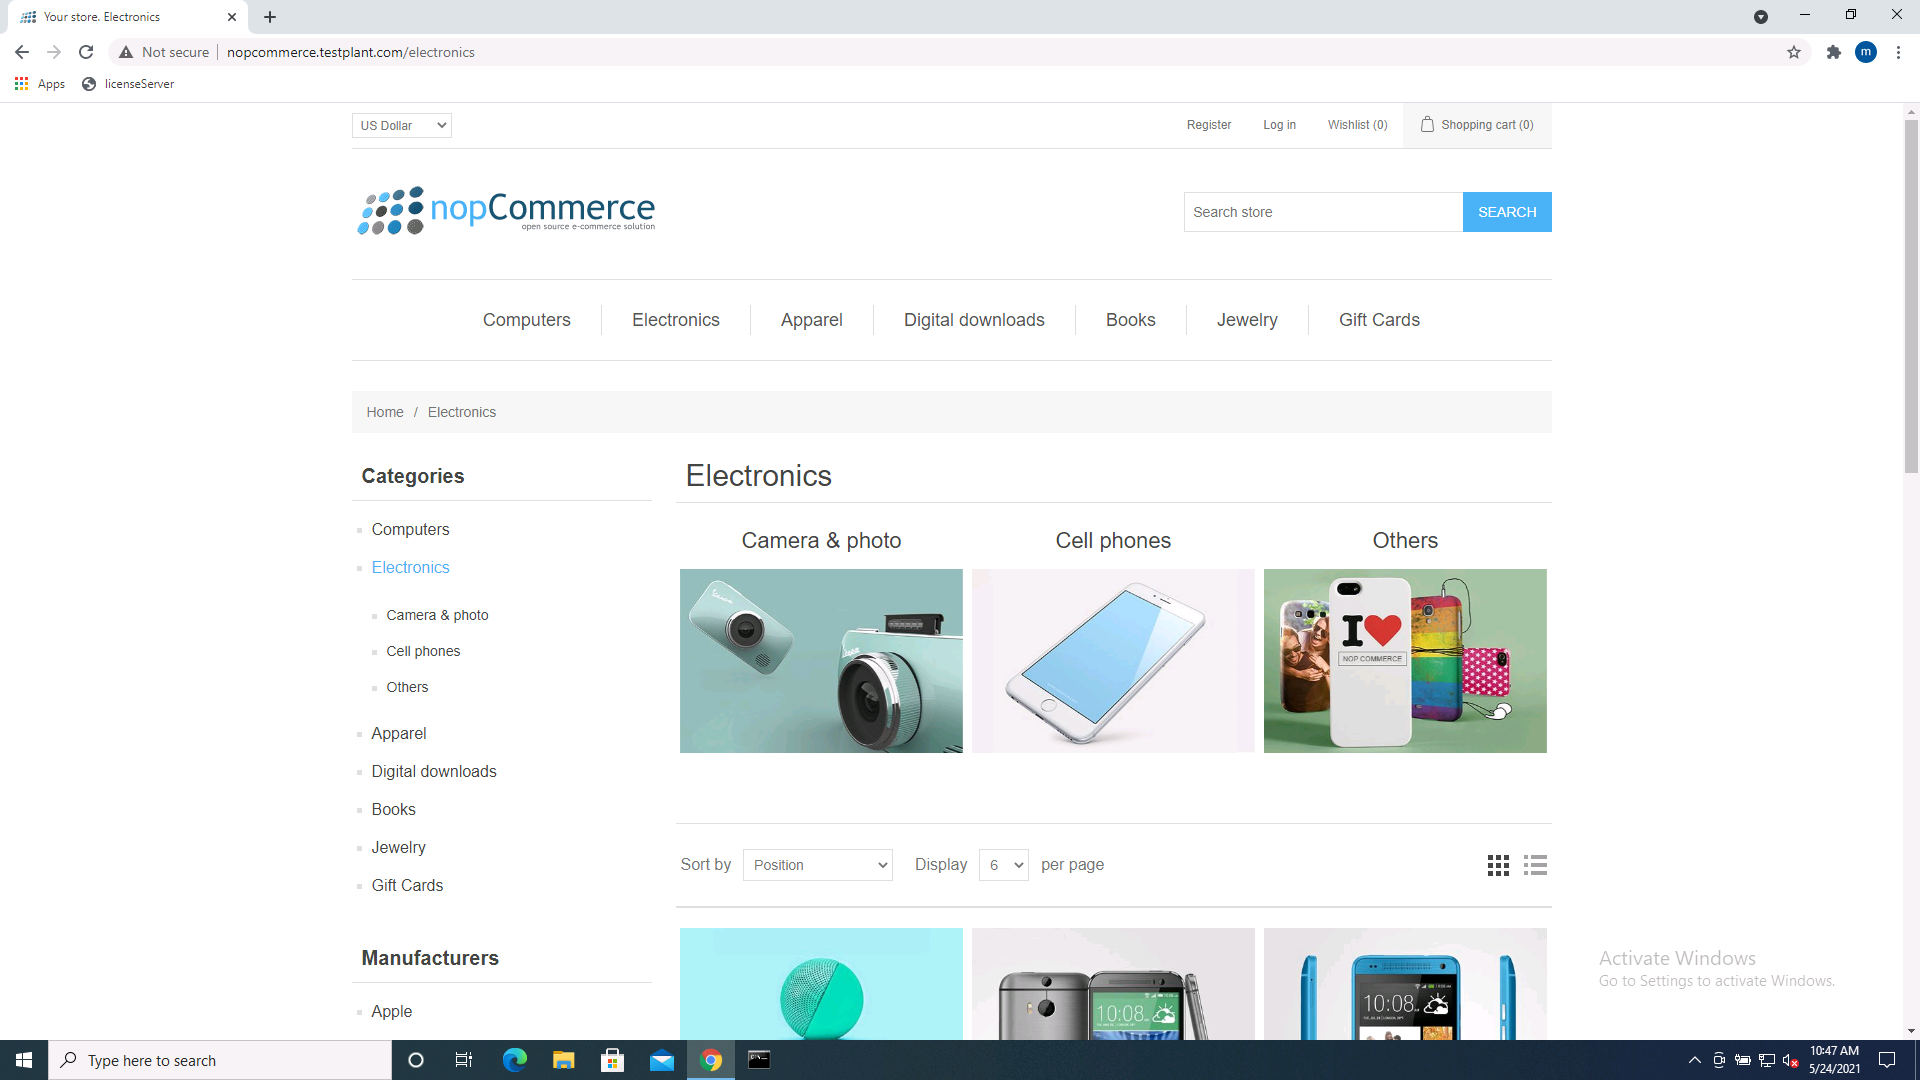 Your store. Electronics
Not secure
nopcommerce.testplant.com/electronics
m
Apps
licenseServer
US Dollar
Register
Log in
Wishlist (0)
Shopping cart (0)
nopCommerce
open source e-commerce solution
Search store
SEARCH
Computers
Electronics
Apparel
Digital downloads
Books
Jewelry
Gift Cards
Home / Electronics
Categories
Computers
Electronics
Camera & photo
Cell phones
Others
Apparel
Digital downloads
Books
Jewelry
Gift Cards
Manufacturers
Apple
Electronics
Camera & photo
Cell phones
Others
I
NOP COMMERCE
Sort by Position Display 6 per page
10:08
10:08
10:08
Activate Windows
Go to Settings to activate Windows.
Type here to search
10:47 AM
5/24/2021